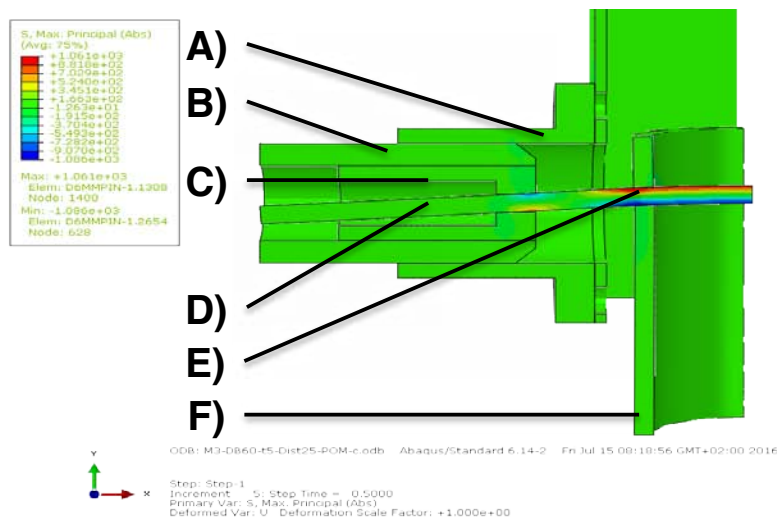 S, Max. Principal (Abs)
(Avg: 75%)
+1.061e+03
+8.818e+02
+7.029e+02
+5.240e+02
+3.451e+02
+1.663e+02
-1.263e+01
-1.915e+02
-3.704e+02
-5.493e+02
-7.282e+02
-9.070e+02
-1.086e+03
Max: +1.061e+03
Elem: D6MMPIN-1.1308
Node: 1400
Min: -1.086e+03
Elem: D6MMPIN-1.2654
Node: 628
A)
B)
C)
D)
E)
F)
ODB: M3-D860-t5-Dist25-POM-c.odb Abaqus/Standard 6.14-2 Fri Jul 15 08:18:56 GMT+02:00 2016
Y
X
Step: Step-1
Increment 5: Step Time = 0.5000
Primary Var: S, Max. Principal (Abs)
Deformed Var: U Deformation Scale Factor: +1.000e+00